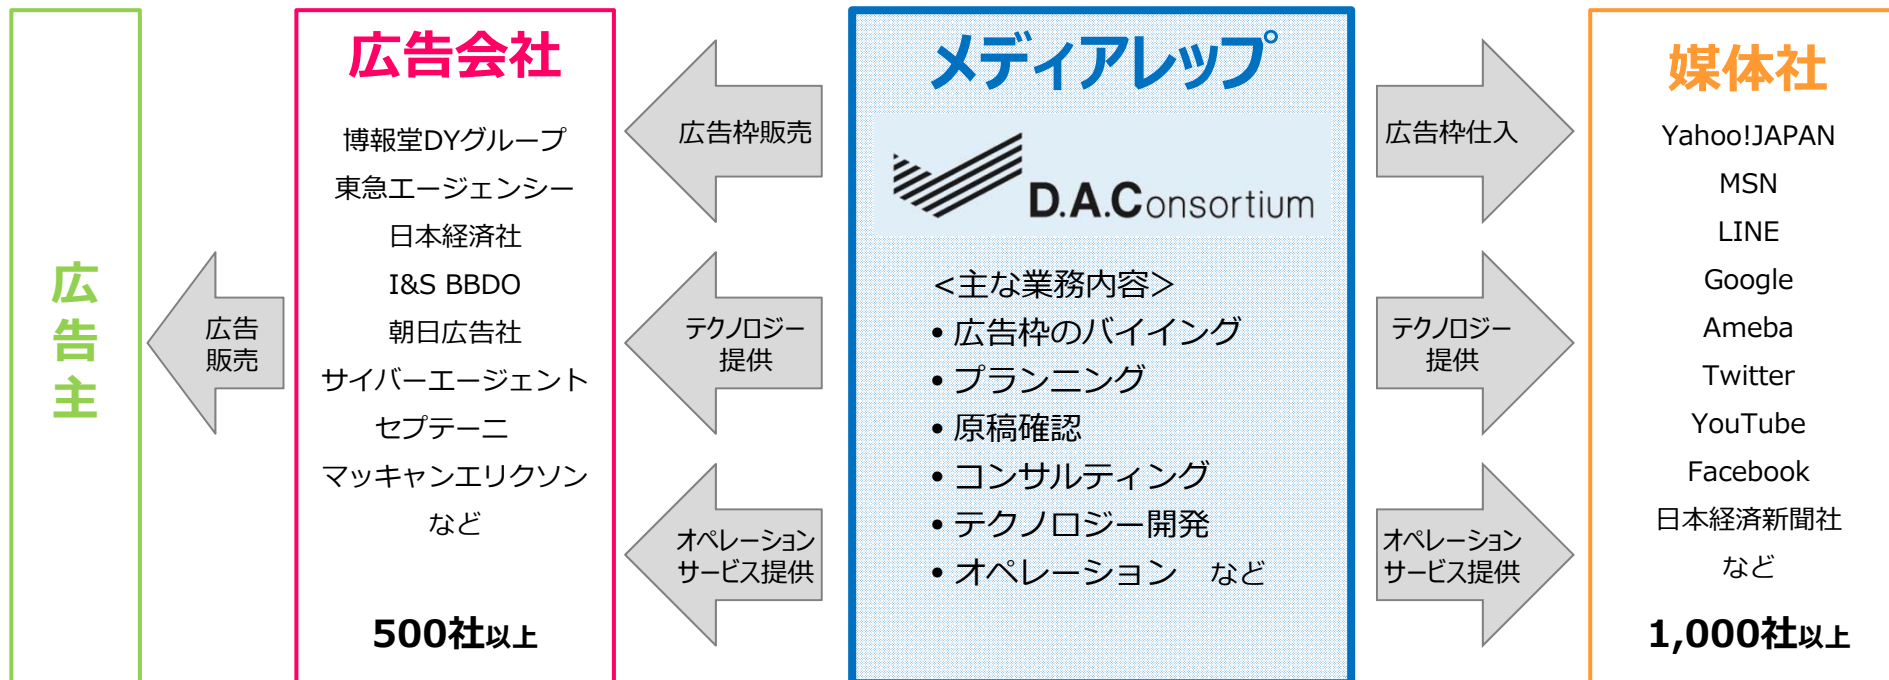 広
告
主
広告
販売
広告会社
博報堂DYグループ
東急エージェンシー
日本経済社
I&S BBDO
朝日広告社
サイバーエージェント
セプテーニ
マッキャンエリクソン
など
500社以上
広告枠販売
テクノロジー
提供
オペレーション
サービス提供
メディアレップ
D.A.Consortium
<主な業務内容>
• 広告枠のバイイング
• プランニング
• 原稿確認
• コンサルティング
• テクノロジー開発
• オペレーション など
広告枠仕入
テクノロジー
提供
オペレーション
サービス提供
媒体社
Yahoo!JAPAN
MSN
LINE
Google
Ameba
Twitter
YouTube
Facebook
日本経済新聞社
など
1,000社以上